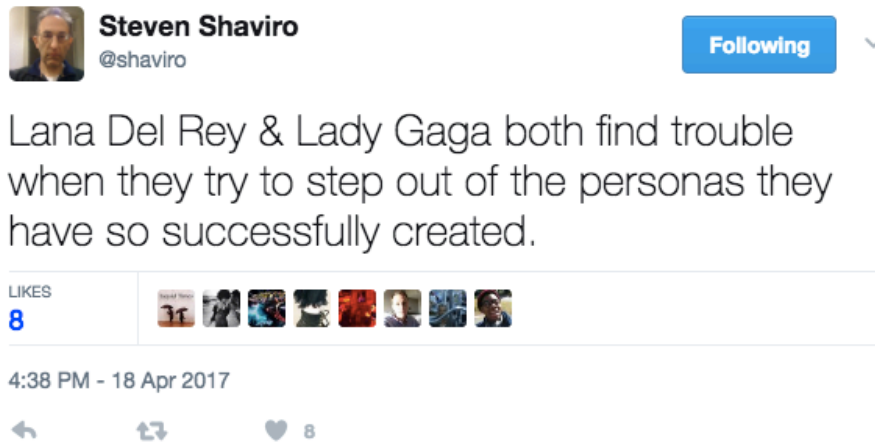 Steven Shaviro
@shaviro
Following
Lana Del Rey & Lady Gaga both find trouble
when they try to step out of the personas they
have so successfully created.
LIKES
8
4:38 PM - 18 Apr 2017
8